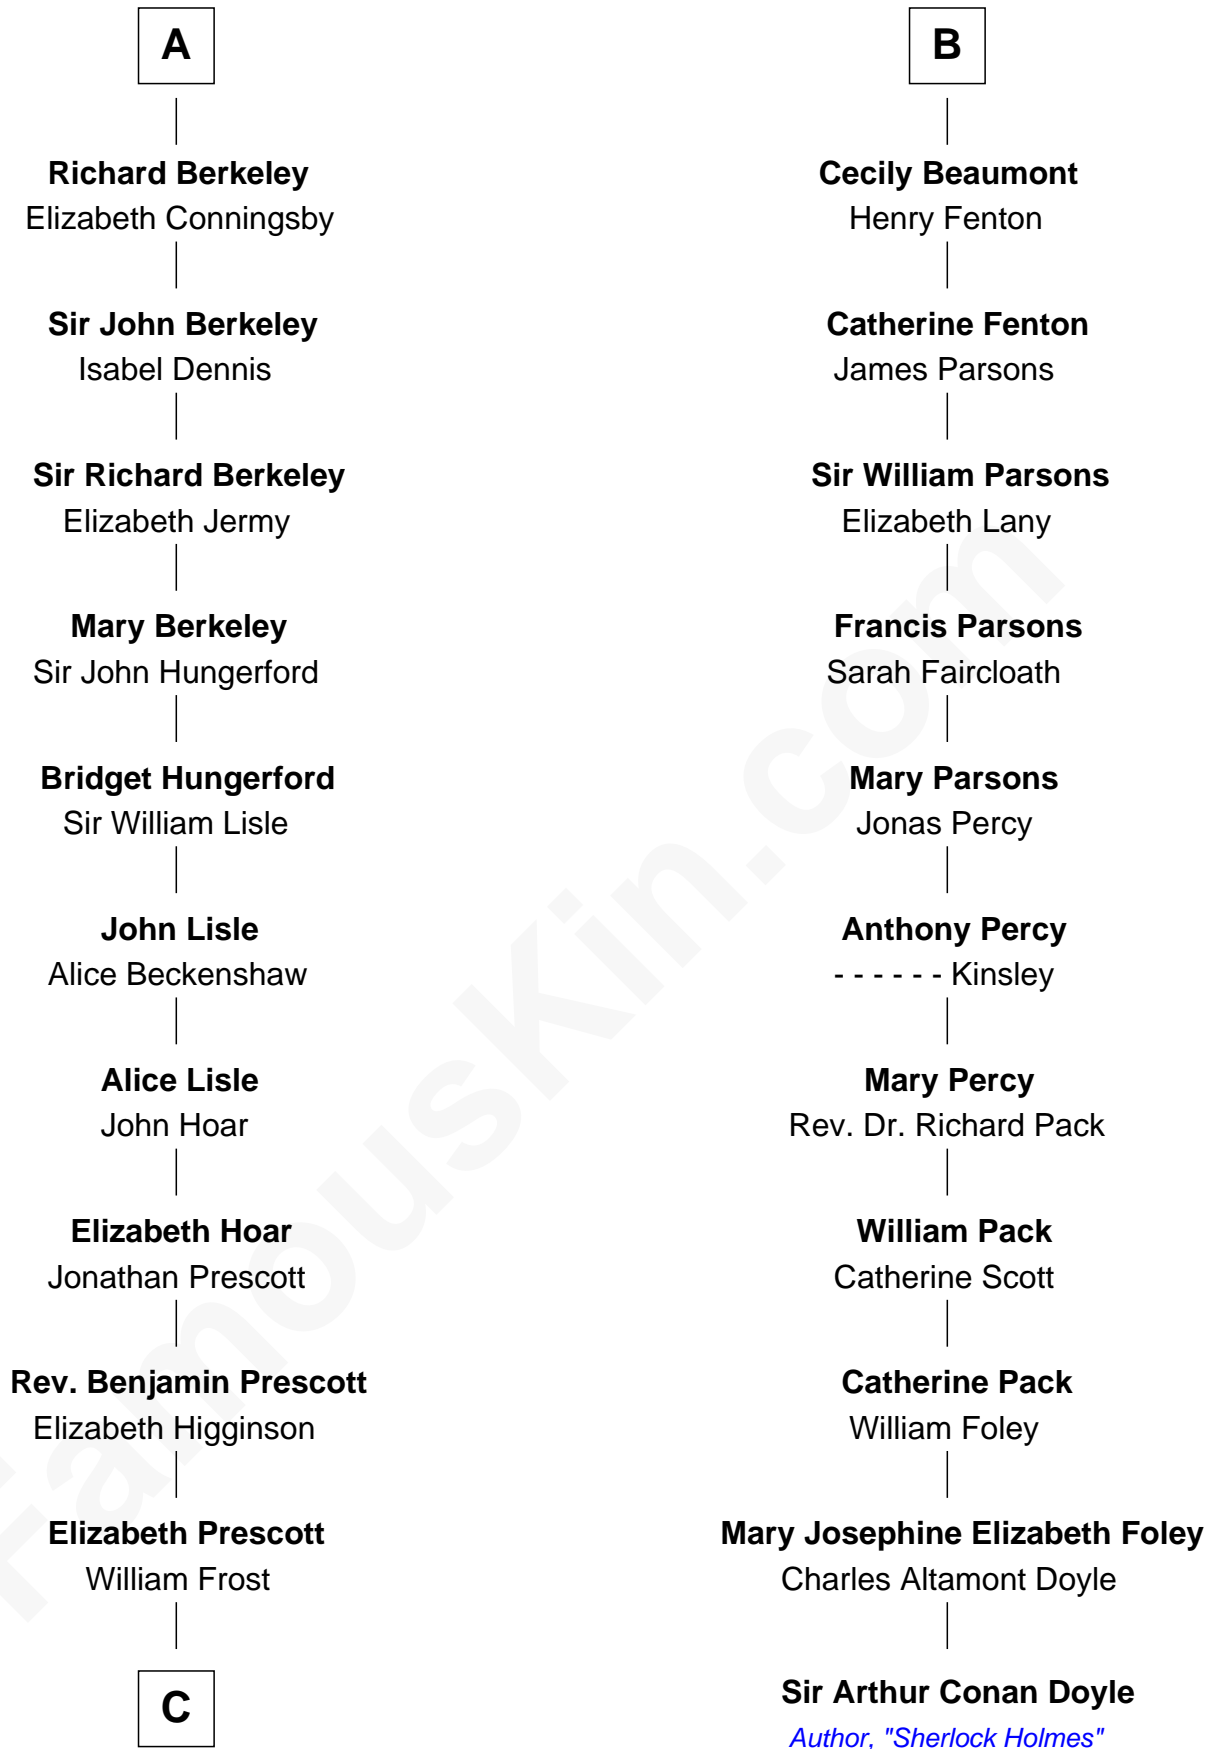 A
Richard Berkeley
Elizabeth Conningsby
Sir John Berkeley
Isabel Dennis
Sir Richard Berkeley
Elizabeth Jermy
Mary Berkeley
Sir John Hungerford
Bridget Hungerford
Sir William Lisle
John Lisle
Alice Beckenshaw
Alice Lisle
John Hoar
Elizabeth Hoar
Jonathan Prescott
Rev. Benjamin Prescott
Elizabeth Higginson
Elizabeth Prescott
William Frost
C
B
Cecily Beaumont
Henry Fenton
Catherine Fenton
James Parsons
Sir William Parsons
Elizabeth Lany
Francis Parsons
Sarah Faircloath
Mary Parsons
Jonas Percy
Anthony Percy
- - - - - - Kinsley
Mary Percy
Rev. Dr. Richard Pack
William Pack
Catherine Scott
Catherine Pack
William Foley
Mary Josephine Elizabeth Foley
Charles Altamont Doyle
Sir Arthur Conan Doyle
Author, "Sherlock Holmes"
FamousKin.com